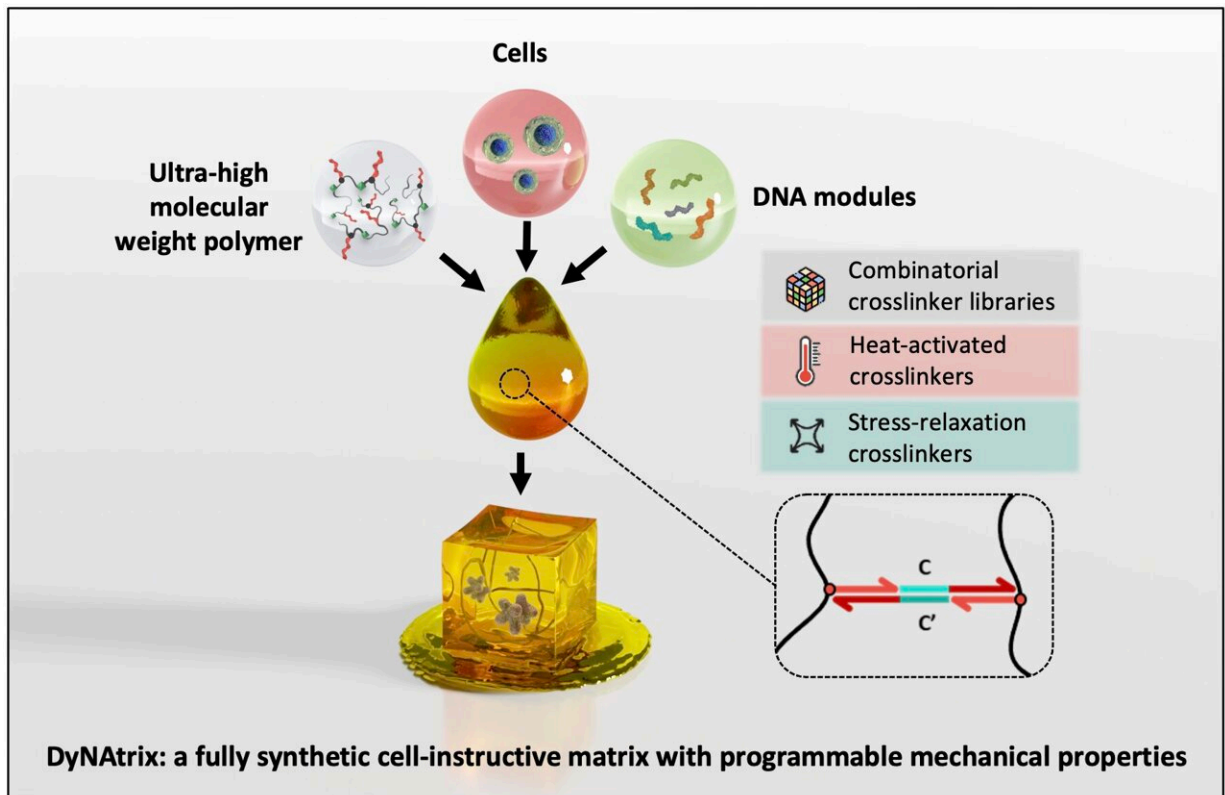 Cells
Ultra-high
molecular
weight polymer
DNA modules
Combinatorial
crosslinker libraries
Heat-activated
crosslinkers
Stress-relaxation
crosslinkers
C
C'
DyNAtrix: a fully synthetic cell-instructive matrix with programmable mechanical properties